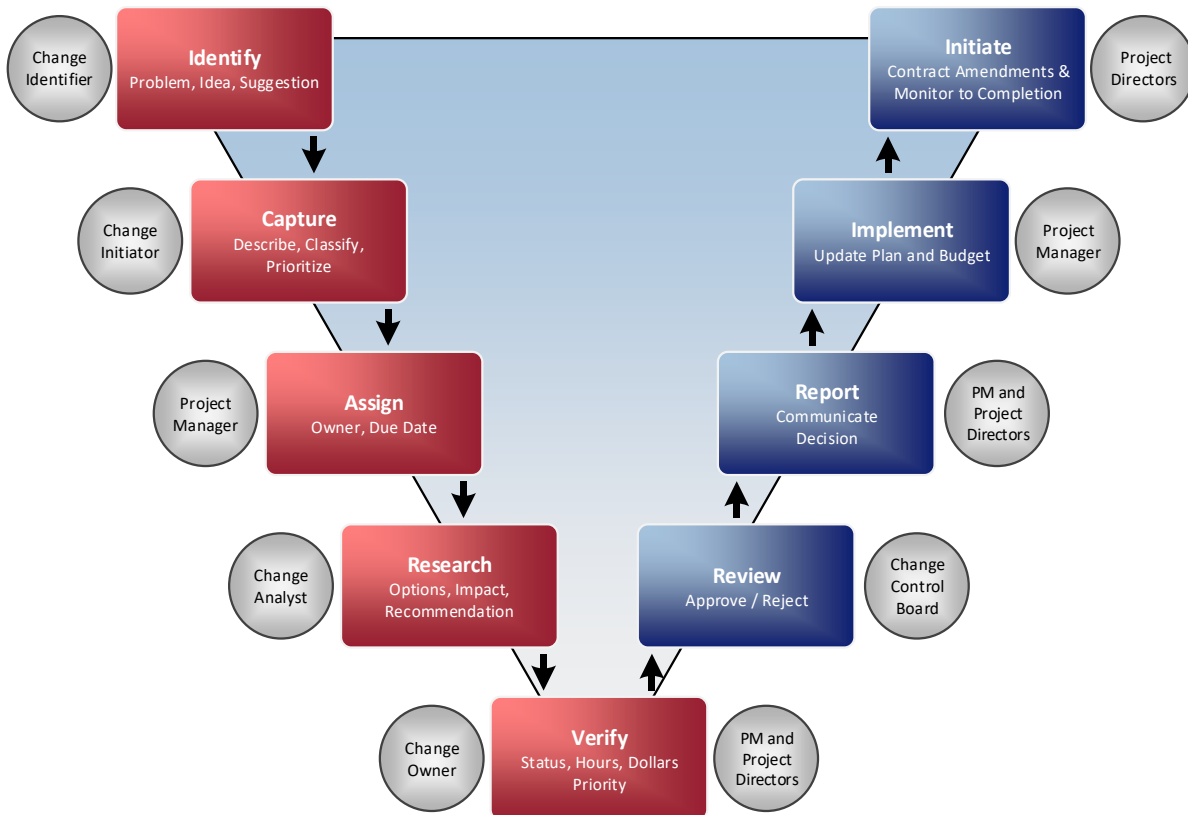 Change
Identifier
Identify
Problem, Idea, Suggestion
Initiate
Contract Amendments &
Monitor to Completion
Project
Directors
Change
Initiator
Capture
Describe, Classify,
Prioritize
Implement
Update Plan and Budget
Project
Manager
Project
Manager
Assign
Owner, Due Date
Report
Communicate
Decision
PM and
Project
Directors
Change
Analyst
Research
Options, Impact,
Recommendation
Review
Approve / Reject
Change
Control
Board
Change
Owner
Verify
Status, Hours, Dollars
Priority
PM and
Project
Directors